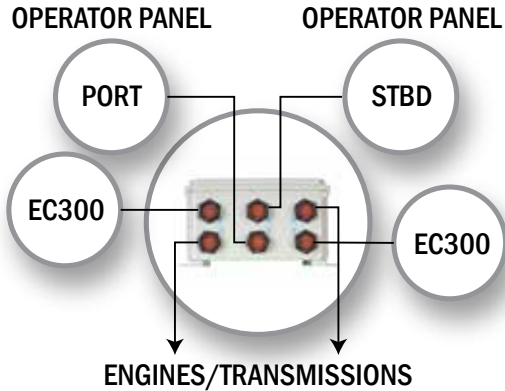 OPERATOR PANEL
OPERATOR PANEL
PORT
STBD
EC300
EC300
ENGINES/TRANSMISSIONS